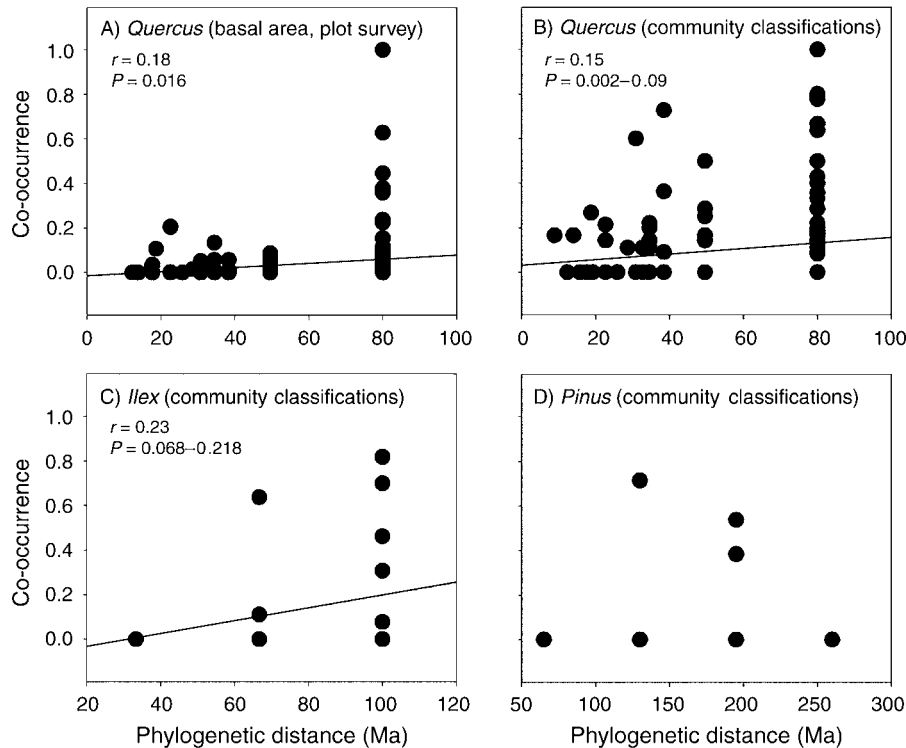 A) Quercus (basal area, plot survey)
r = 0.18
P = 0.016
Co-occurrence
1.0
0.8
0.6
0.4
0.2
0.0
0 20 40 60 80 100
B) Quercus (community classifications)
r = 0.15
P = 0.002–0.09
0 20 40 60 80 100
C) Ilex (community classifications)
r = 0.23
P = 0.068–0.218
Co-occurrence
1.0
0.8
0.6
0.4
0.2
0.0
20 40 60 80 100 120
Phylogenetic distance (Ma)
D) Pinus (community classifications)
50 100 150 200 250 300
Phylogenetic distance (Ma)